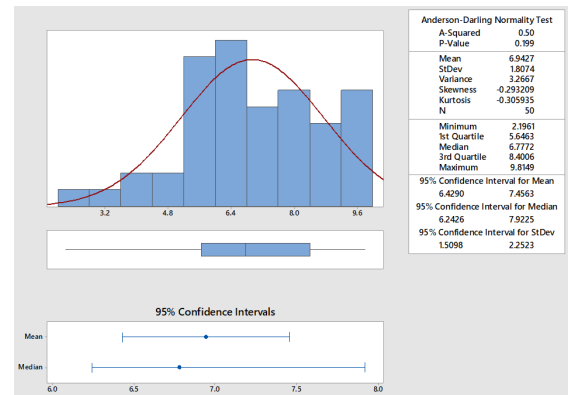 Anderson-Darling Normality Test
A-Squared 0.50
P-Value 0.199
Mean 6.9427
StDev 1.8074
Variance 3.2667
Skewness -0.293209
Kurtosis -0.305935
N 50
Minimum 2.1961
1st Quartile 5.6463
Median 6.7772
3rd Quartile 8.4006
Maximum 9.8149
95% Confidence Interval for Mean
6.4290 7.4563
95% Confidence Interval for Median
6.2426 7.9225
95% Confidence Interval for StDev
1.5098 2.2523
3.2 4.8 6.4 8.0 9.6
95% Confidence Intervals
Mean
Median
6.0 6.5 7.0 7.5 8.0